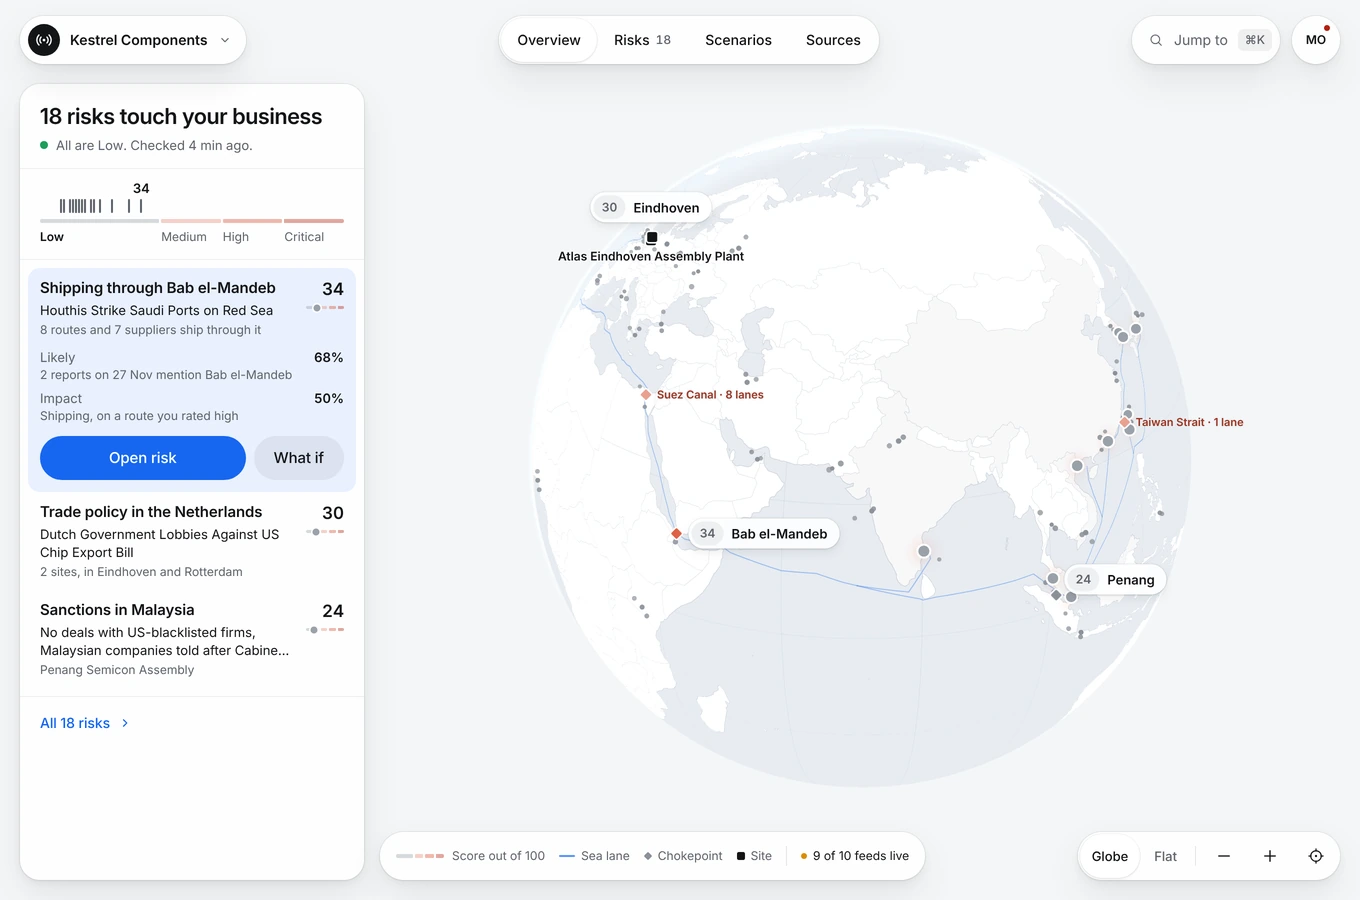 Kestrel Components
Overview
Risks 18
Scenarios
Sources
Jump to ⌘K
MO
18 risks touch your business
All are Low. Checked 4 min ago.
34
Low
Medium
High
Critical
Shipping through Bab el-Mandeb 34
Houthis Strike Saudi Ports on Red Sea
8 routes and 7 suppliers ship through it
Likely 68%
2 reports on 27 Nov mention Bab el-Mandeb
Impact 50%
Shipping, on a route you rated high
Open risk
What if
Trade policy in the Netherlands 30
Dutch Government Lobbies Against US
Chip Export Bill
2 sites, in Eindhoven and Rotterdam
Sanctions in Malaysia 24
No deals with US-blacklisted firms,
Malaysian companies told after Cabine...
Penang Semicon Assembly
All 18 risks
30 Eindhoven
Atlas Eindhoven Assembly Plant
Suez Canal · 8 lanes
Taiwan Strait · 1 lane
34 Bab el-Mandeb
24 Penang
Score out of 100
Sea lane
Chokepoint
Site
9 of 10 feeds live
Globe
Flat